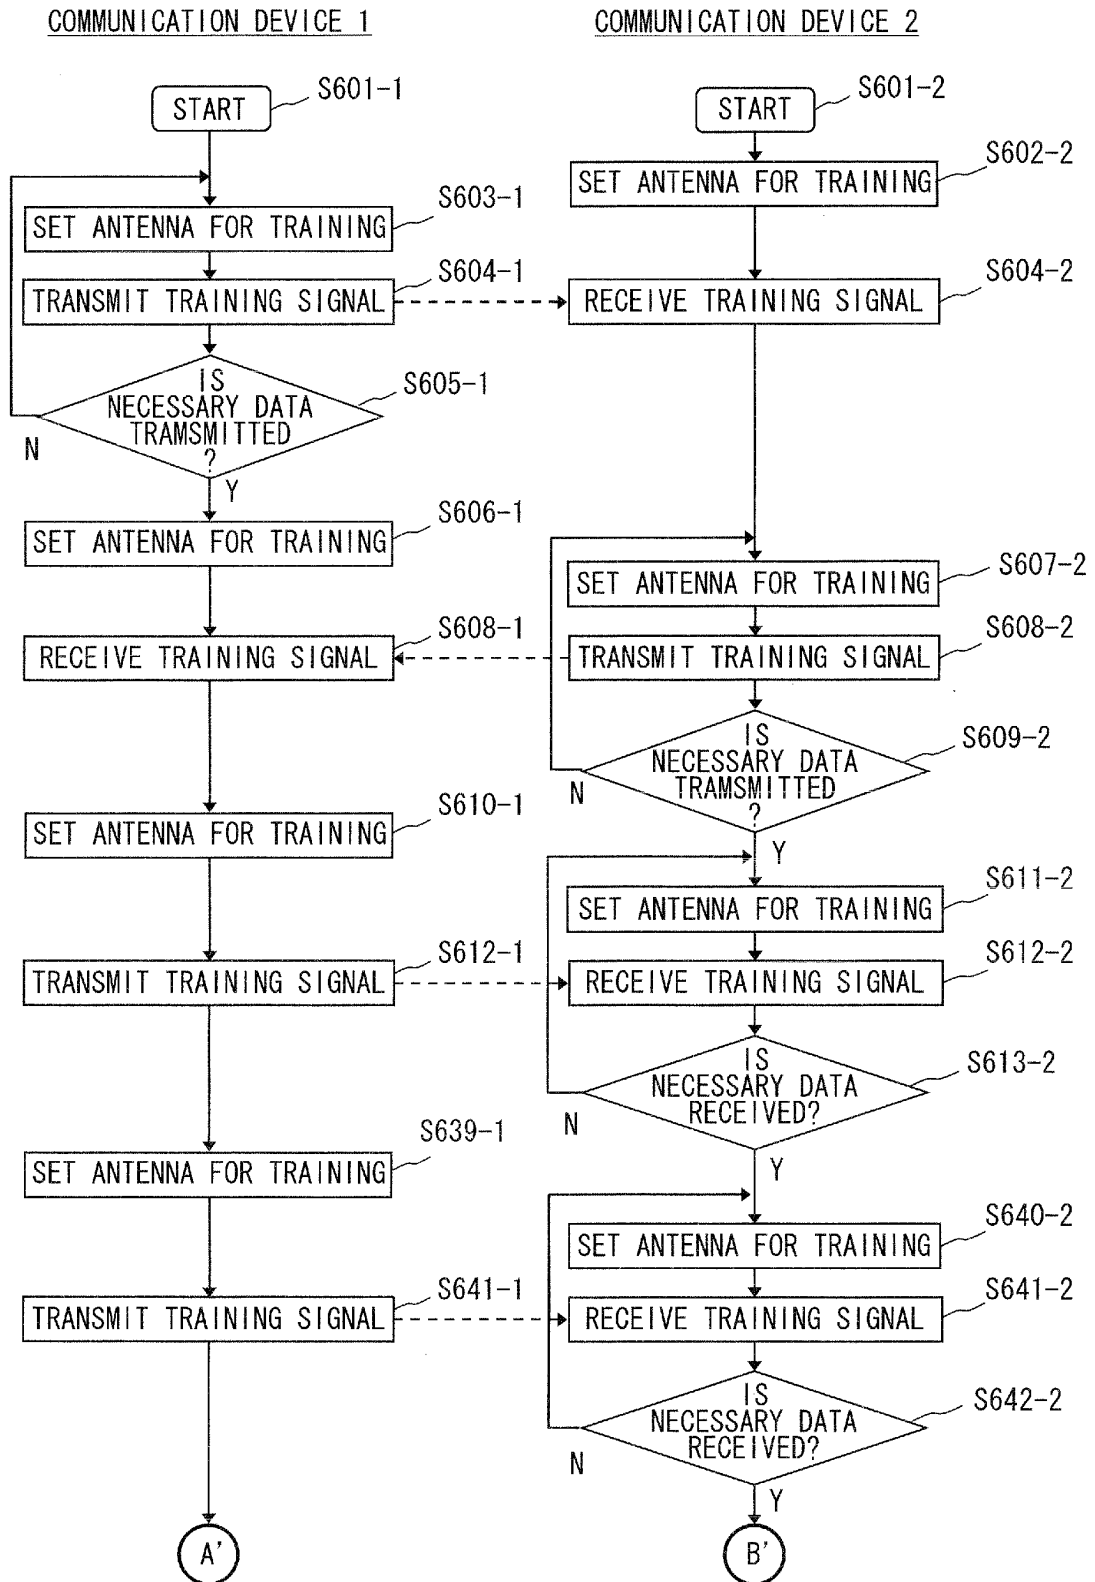 COMMUNICATION DEVICE 1
COMMUNICATION DEVICE 2
START
S601-1
START
S601-2
SET ANTENNA FOR TRAINING
S602-2
SET ANTENNA FOR TRAINING
S603-1
TRANSMIT TRAINING SIGNAL
S604-1
RECEIVE TRAINING SIGNAL
S604-2
IS
NECESSARY DATA
TRAMSMITTED
?
S605-1
N
Y
SET ANTENNA FOR TRAINING
S606-1
SET ANTENNA FOR TRAINING
S607-2
RECEIVE TRAINING SIGNAL
S608-1
TRANSMIT TRAINING SIGNAL
S608-2
IS
NECESSARY DATA
TRAMSMITTED
?
S609-2
N
Y
SET ANTENNA FOR TRAINING
S610-1
SET ANTENNA FOR TRAINING
S611-2
TRANSMIT TRAINING SIGNAL
S612-1
RECEIVE TRAINING SIGNAL
S612-2
IS
NECESSARY DATA
RECEIVED?
S613-2
N
Y
SET ANTENNA FOR TRAINING
S639-1
SET ANTENNA FOR TRAINING
S640-2
TRANSMIT TRAINING SIGNAL
S641-1
RECEIVE TRAINING SIGNAL
S641-2
IS
NECESSARY DATA
RECEIVED?
S642-2
N
Y
A'
B'